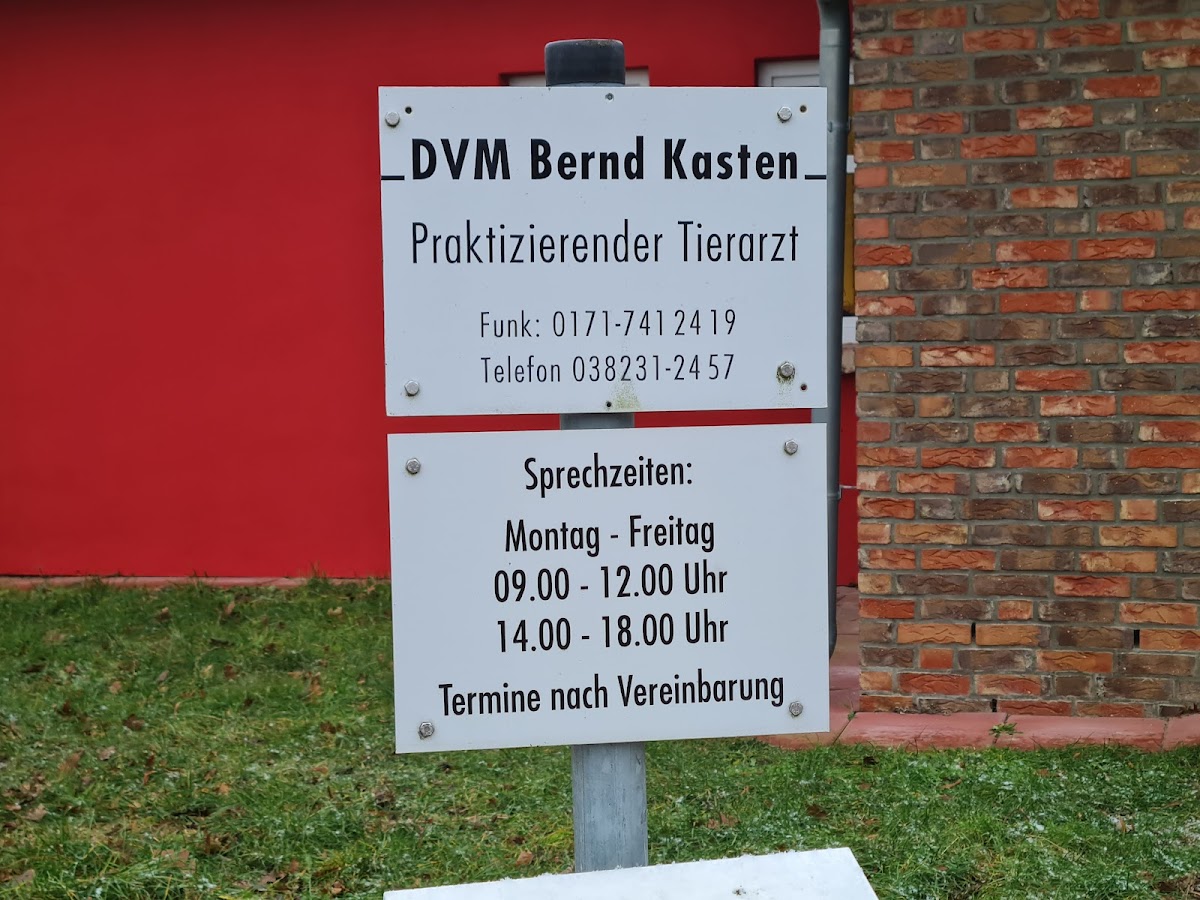 DVM Bernd Kasten
Praktizierender Tierarzt
Funk: 0171-741 24 19
Telefon 038231-24 57
Sprechzeiten:
Montag - Freitag
09.00 - 12.00 Uhr
14.00 - 18.00 Uhr
Termine nach Vereinbarung